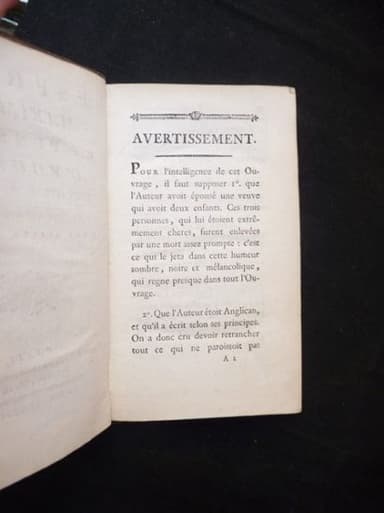 AVERTISSEMENT.
POUR l'intelligence de cet Ou-
vrage, il faut supposer 1°. que
l'Auteur avoit épousé une veuve
qui avoit deux enfants. Ces trois
personnes, qui lui étoient extrê-
mement cheres, furent enlevées
par une mort assez prompte : c'est
ce qui le jeta dans cette humeur
sombre, noire et mélancolique,
qui regne presque dans tout l'Ou-
vrage.
2°. Que l'Auteur étoit Anglican,
et qu'il a écrit selon ses principes.
On a donc cru devoir retrancher
tout ce qui ne paroissoit pas